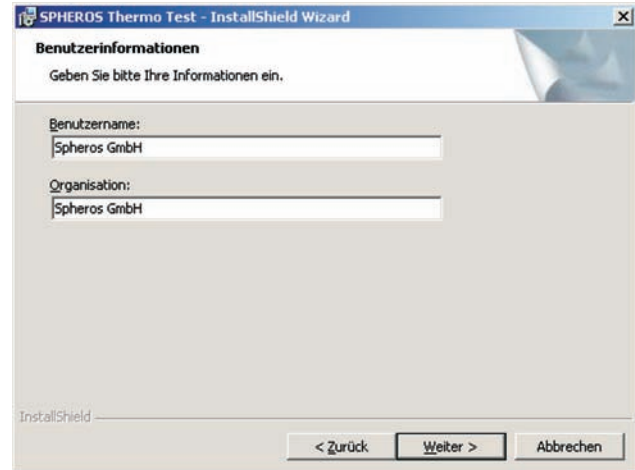 SPHEROS Thermo Test - InstallShield Wizard
Benutzerinformationen
Geben Sie bitte Ihre Informationen ein.
Benutzername:
Spheros GmbH
Organisation:
Spheros GmbH
InstallShield
< Zurück Weiter > Abbrechen